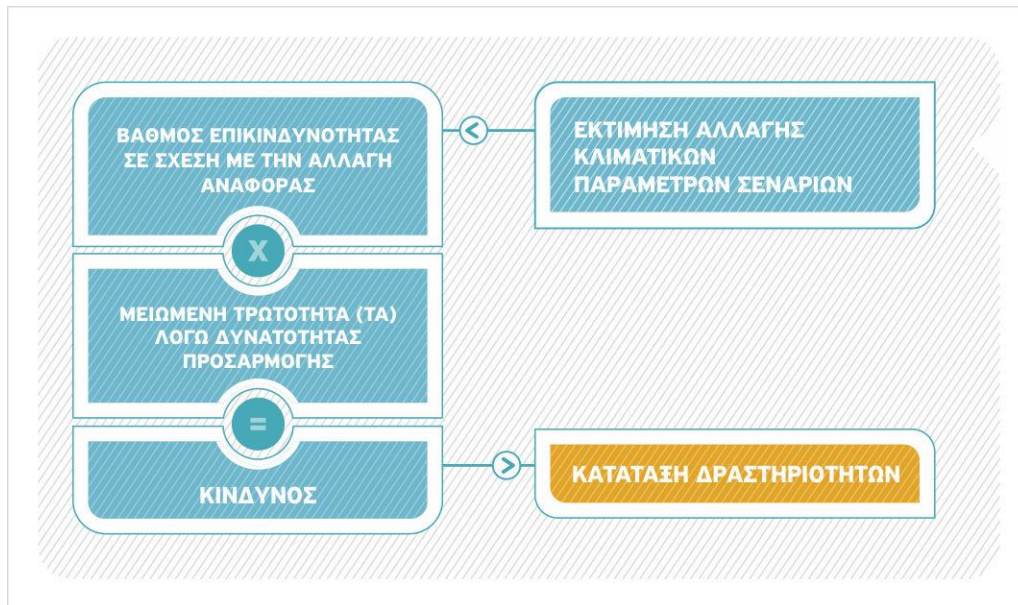 ΒΑΘΜΟΣ ΕΠΙΚΙΝΔΥΝΟΤΗΤΑΣ
ΣΕ ΣΧΕΣΗ ΜΕ ΤΗΝ ΑΛΛΑΓΗ
ΑΝΑΦΟΡΑΣ
<
ΕΚΤΙΜΗΣΗ ΑΛΛΑΓΗΣ
ΚΛΙΜΑΤΙΚΩΝ
ΠΑΡΑΜΕΤΡΩΝ ΣΕΝΑΡΙΩΝ
X
ΜΕΙΩΜΕΝΗ ΤΡΩΤΟΤΗΤΑ (ΤΑ)
ΛΟΓΩ ΔΥΝΑΤΟΤΗΤΑΣ
ΠΡΟΣΑΡΜΟΓΗΣ
=
ΚΙΝΔΥΝΟΣ
>
ΚΑΤΑΤΑΞΗ ΔΡΑΣΤΗΡΙΟΤΗΤΩΝ